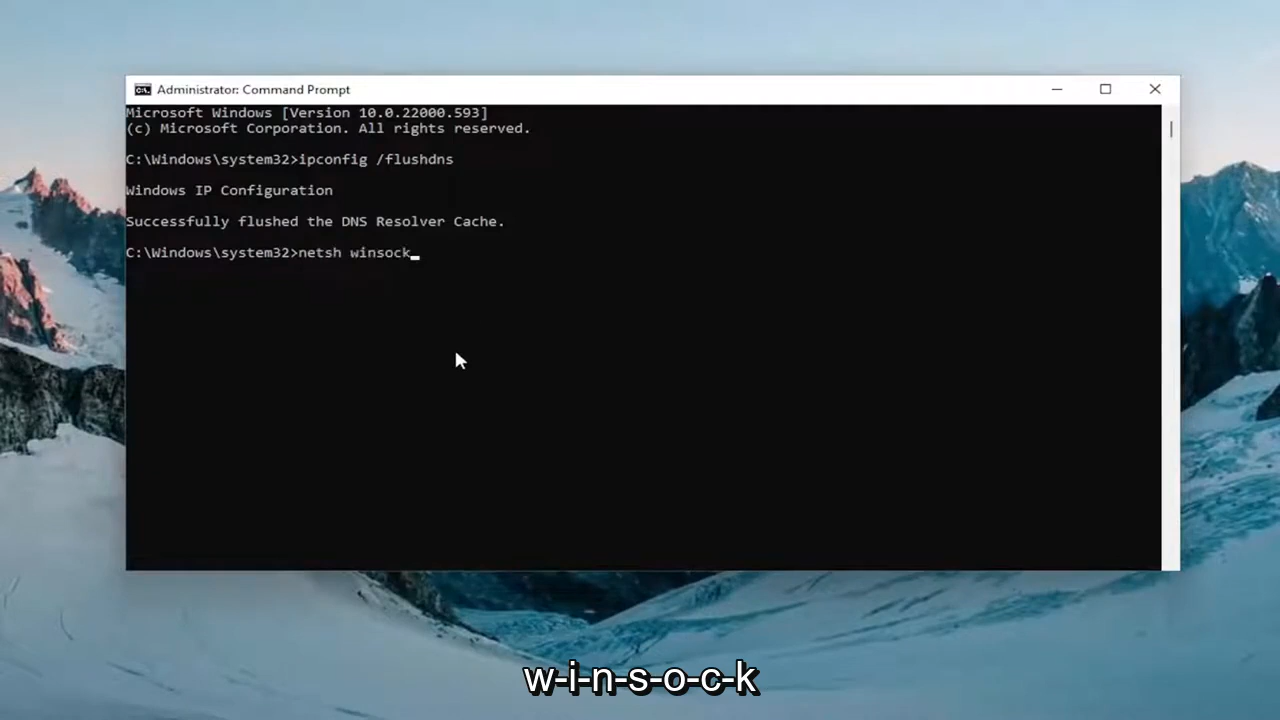 Administrator: Command Prompt
Microsoft Windows [Version 10.0.22000.593]
(c) Microsoft Corporation. All rights reserved.
C:\Windows\system32>ipconfig /flushdns
Windows IP Configuration
Successfully flushed the DNS Resolver Cache.
C:\Windows\system32>netsh winsock_
w-i-n-s-o-c-k